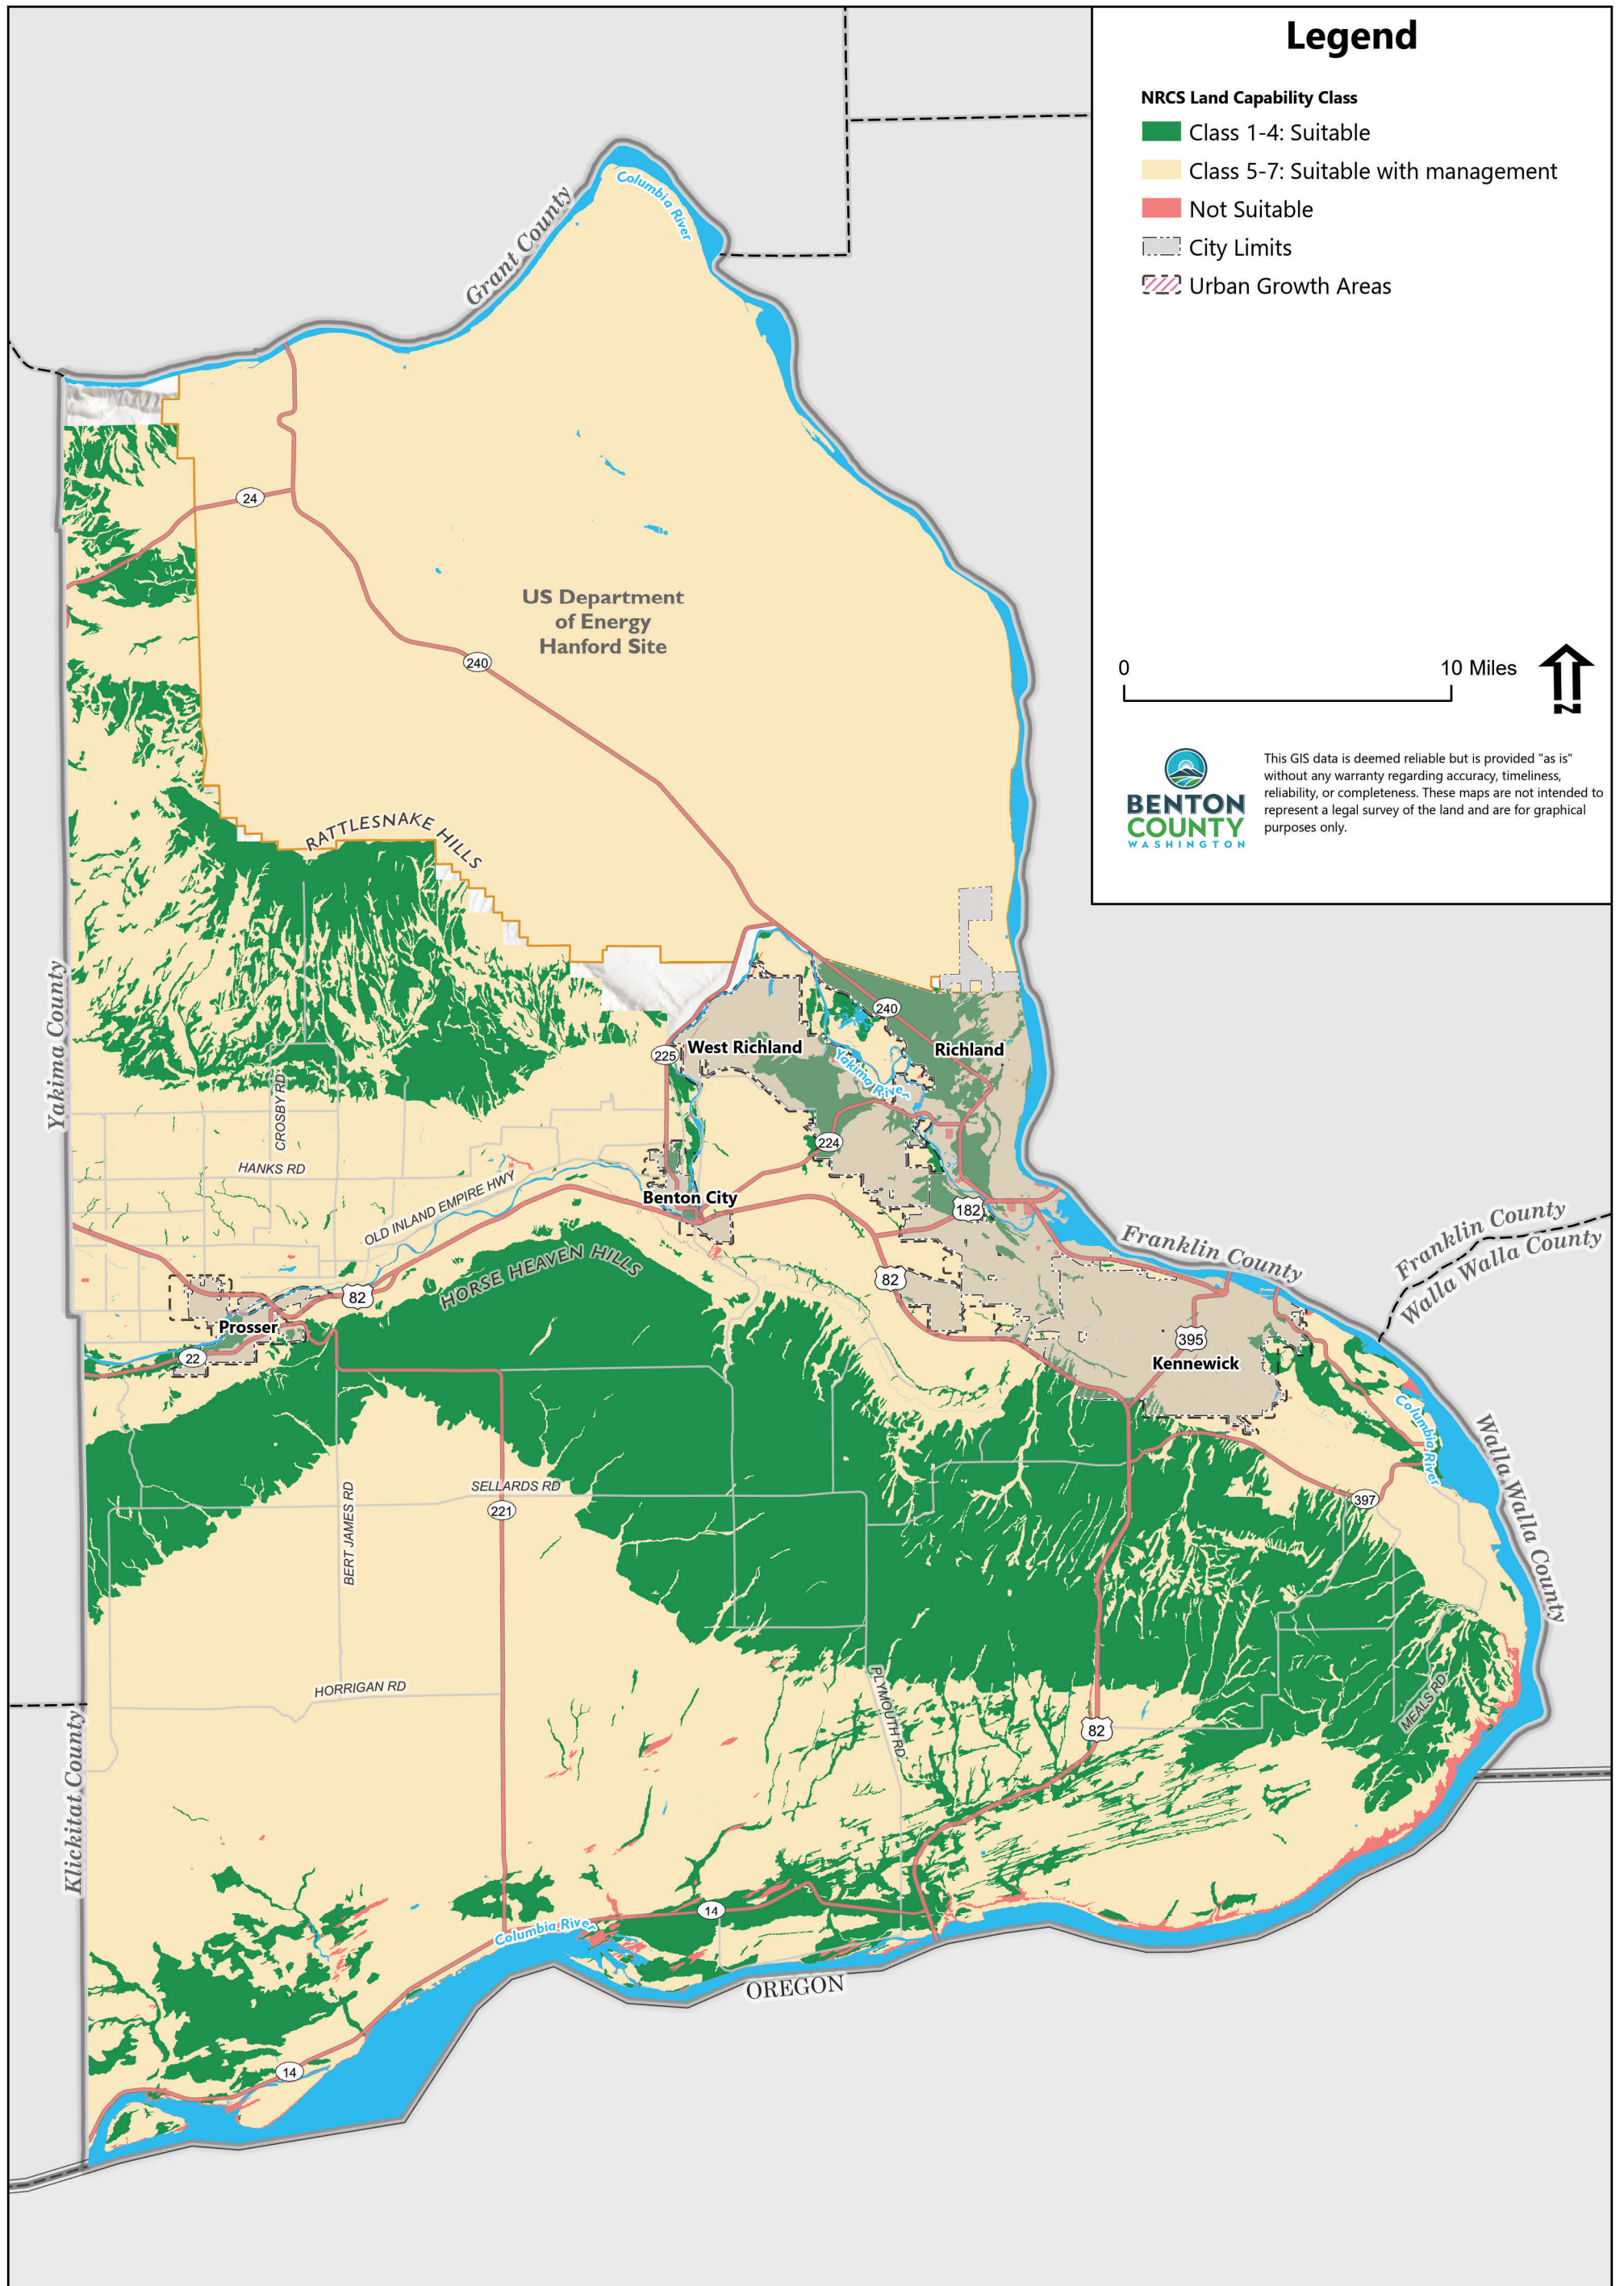 Legend
NRCS Land Capability Class
Class 1-4: Suitable
Class 5-7: Suitable with management
Not Suitable
City Limits
Urban Growth Areas
0 10 Miles
N
BENTON
COUNTY
WASHINGTON
This GIS data is deemed reliable but is provided "as is"
without any warranty regarding accuracy, timeliness,
reliability, or completeness. These maps are not intended to
represent a legal survey of the land and are for graphical
purposes only.
Columbia River
Grant County
24
US Department
of Energy
Hanford Site
240
RATTLESNAKE HILLS
Yakima County
240
225
West Richland
Richland
Yakima River
CROSBY RD
224
HANKS RD
Benton City
OLD INLAND EMPIRE HWY
182
Franklin County
Franklin County
Walla Walla County
HORSE HEAVEN HILLS
82
82
Prosser
22
395
Kennewick
Columbia River
Walla Walla County
SELLARDS RD
221
397
BERT JAMES RD
HORRIGAN RD
PLYMOUTH RD
MEALS RD
82
Klickitat County
14
Columbia River
OREGON
14